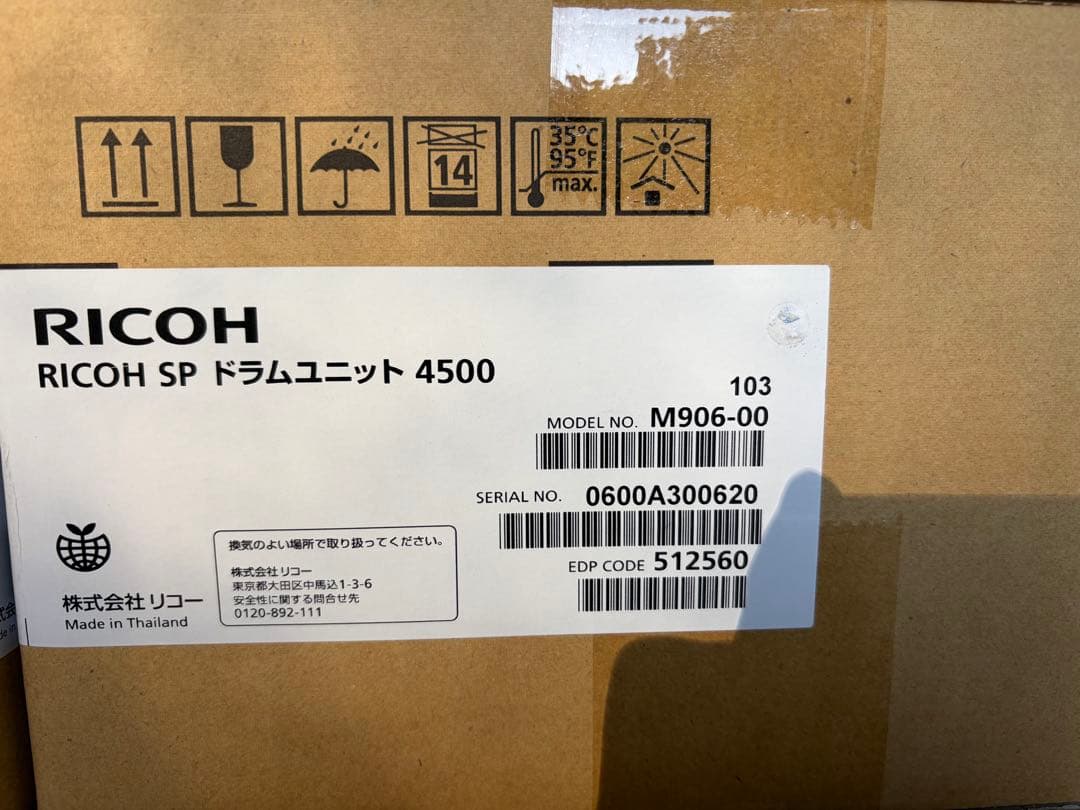 14
35°C
95°F
max.
RICOH
RICOH SP ドラムユニット 4500
103
MODEL NO. M906-00
SERIAL NO. 0600A300620
EDP CODE 512560
換気のよい場所で取り扱ってください。
株式会社リコー
東京都大田区中馬込1-3-6
安全性に関する問合せ先
0120-892-111
株式会社リコー
Made in Thailand